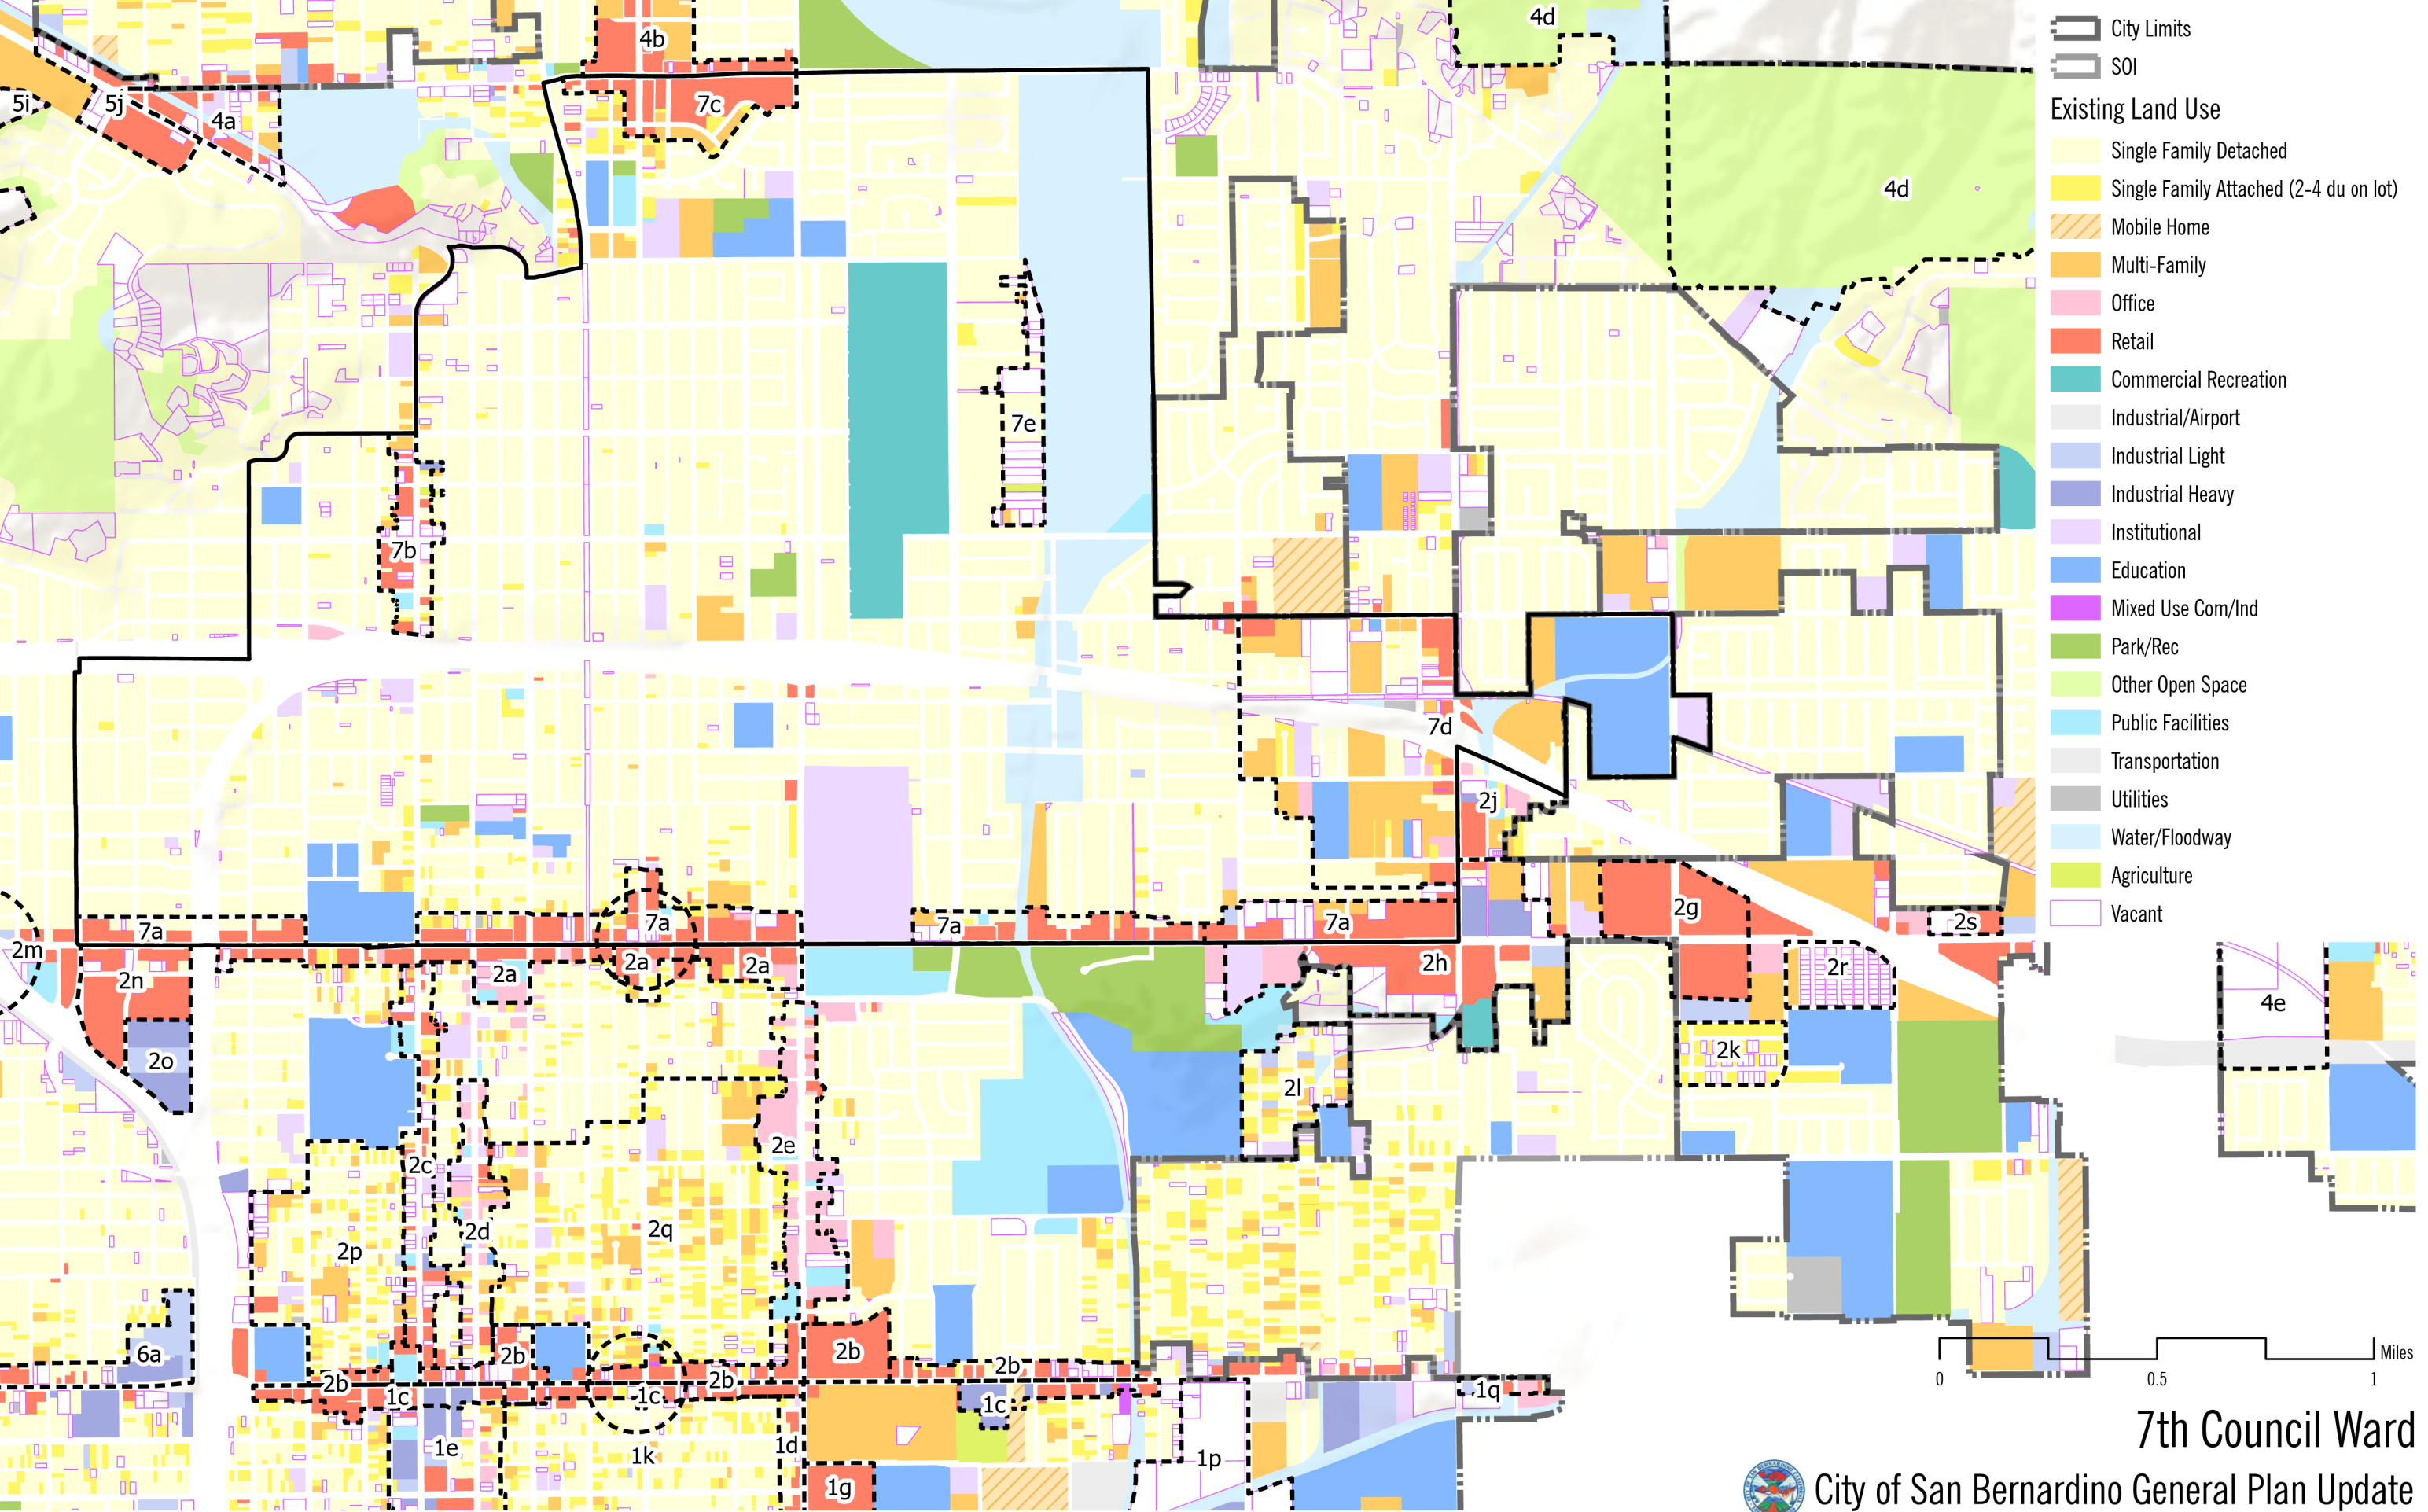 4d
4b
City Limits
SOI
5i
5j
4a
7c
Existing Land Use
Single Family Detached
4d
Single Family Attached (2-4 du on lot)
Mobile Home
Multi-Family
Office
Retail
Commercial Recreation
7e
Industrial/Airport
Industrial Light
Industrial Heavy
7b
Institutional
Education
Mixed Use Com/Ind
Park/Rec
Other Open Space
7d
Public Facilities
Transportation
2j
Utilities
Water/Floodway
Agriculture
2g
Vacant
7a
7a
7a
7a
2s
2m
2n
2a
2a
2a
2h
2r
4e
2o
2k
2l
2e
2c
2d
2q
2p
6a
2b
2b
2b
2b
2b
Miles
0
0.5
1
1c
1c
1c
1q
1e
1k
1d
1p
1g
7th Council Ward
City of San Bernardino General Plan Update